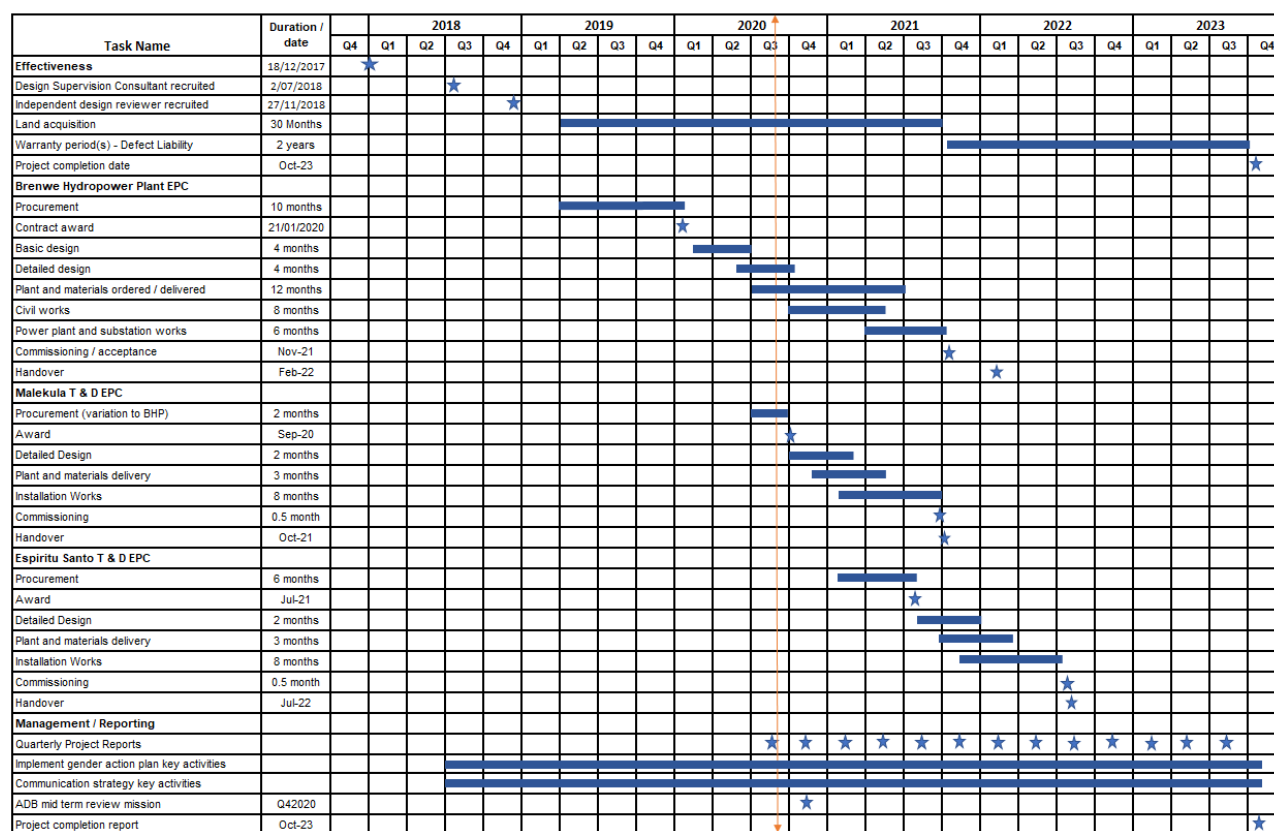 Task Name Duration / date 2018 2019 2020 2021 2022 2023
Q4 Q1 Q2 Q3 Q4 Q1 Q2 Q3 Q4 Q1 Q2 Q3 Q4 Q1 Q2 Q3 Q4 Q1 Q2 Q3 Q4 Q1 Q2 Q3 Q4
Effectiveness 18/12/2017
Design Supervision Consultant recruited 2/07/2018
Independent design reviewer recruited 27/11/2018
Land acquisition 30 Months
Warranty period(s) - Defect Liability 2 years
Project completion date Oct-23
Brenwe Hydropower Plant EPC
Procurement 10 months
Contract award 21/01/2020
Basic design 4 months
Detailed design 4 months
Plant and materials ordered / delivered 12 months
Civil works 8 months
Power plant and substation works 6 months
Commissioning / acceptance Nov-21
Handover Feb-22
Malekula T & D EPC
Procurement (variation to BHP) 2 months
Award Sep-20
Detailed Design 2 months
Plant and materials delivery 3 months
Installation Works 8 months
Commissioning 0.5 month
Handover Oct-21
Espiritu Santo T & D EPC
Procurement 6 months
Award Jul-21
Detailed Design 2 months
Plant and materials delivery 3 months
Installation Works 8 months
Commissioning 0.5 month
Handover Jul-22
Management / Reporting
Quarterly Project Reports
Implement gender action plan key activities
Communication strategy key activities
ADB mid term review mission Q42020
Project completion report Oct-23